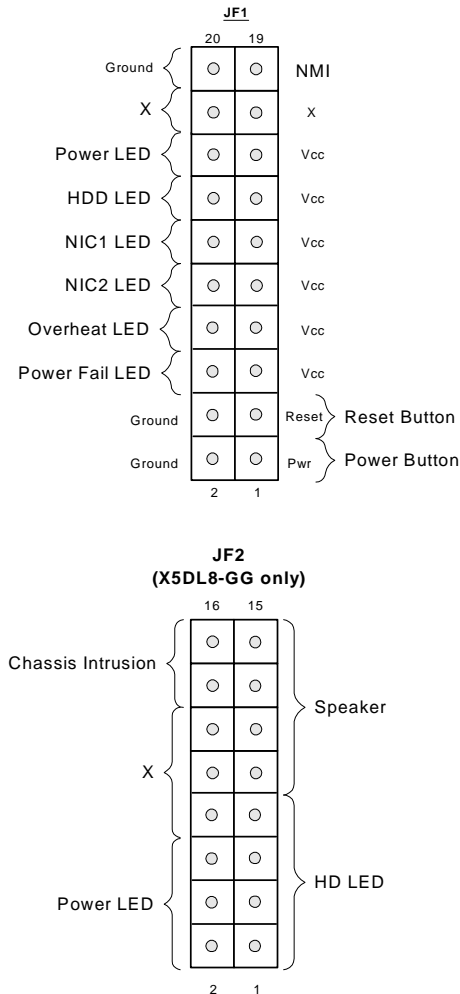 JF1
20 19
Ground NMI
X X
Power LED Vcc
HDD LED Vcc
NIC1 LED Vcc
NIC2 LED Vcc
Overheat LED Vcc
Power Fail LED Vcc
Ground Reset Reset Button
Ground Pwr Power Button
2 1
JF2
(X5DL8-GG only)
16 15
Chassis Intrusion
Speaker
X
HD LED
Power LED
2 1